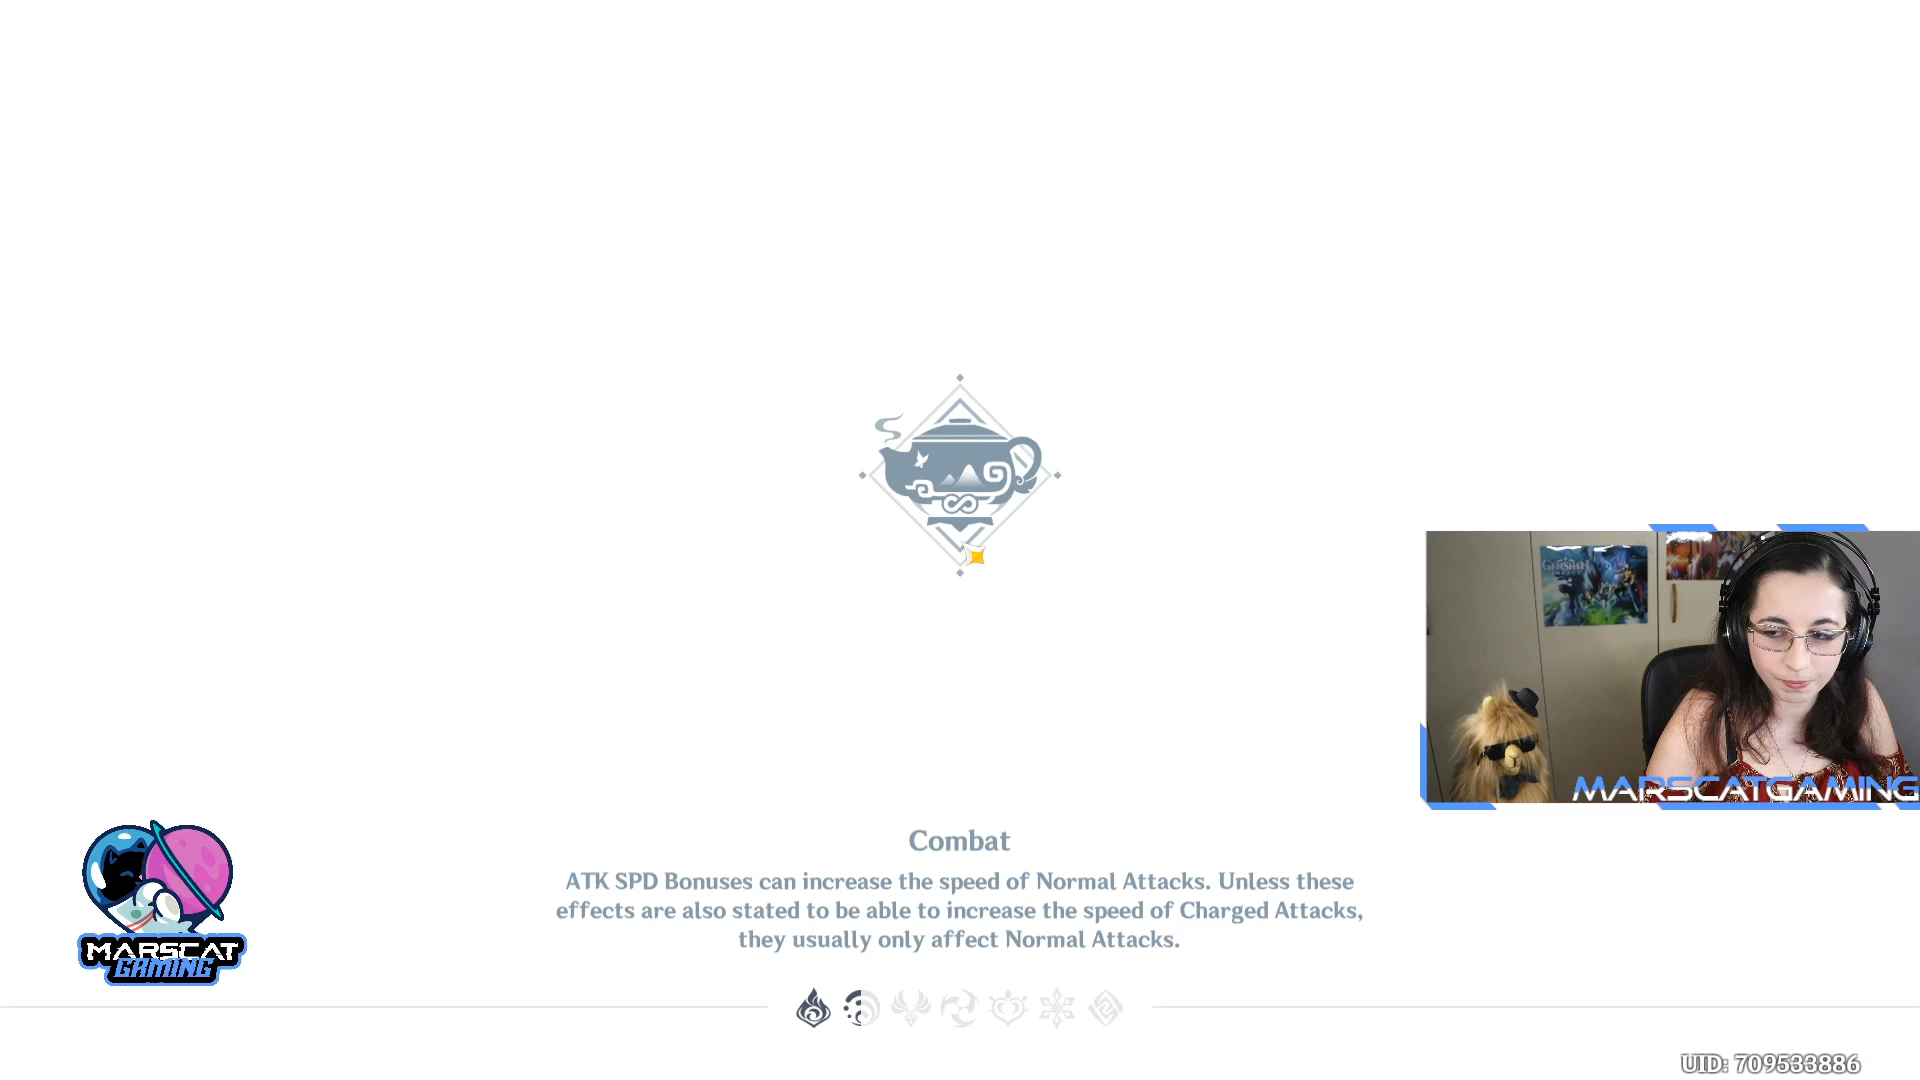 GENSHIN
MARSCATGAMING
Combat
ATK SPD Bonuses can increase the speed of Normal Attacks. Unless these
effects are also stated to be able to increase the speed of Charged Attacks,
they usually only affect Normal Attacks.
MARSCAT
GAMING
UID: 709533886